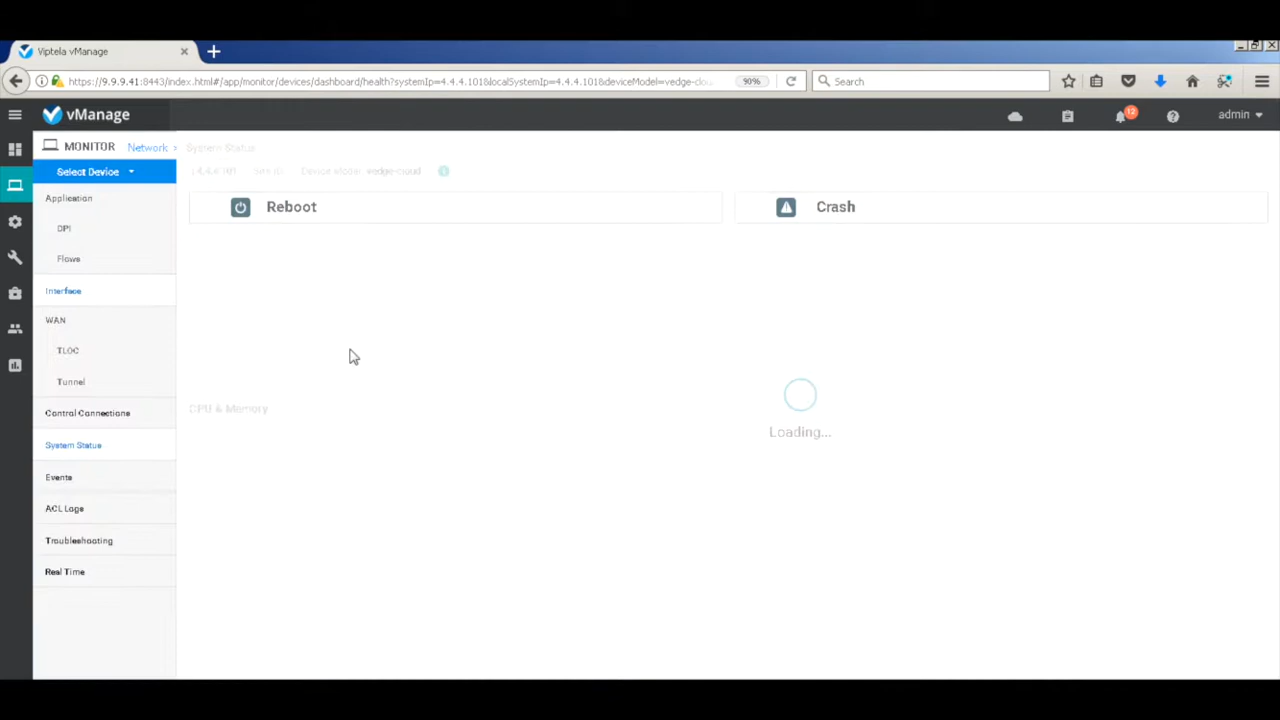 Viptela vManage
https://9.9.9.41:8443/index.html#/app/monitor/devices/dashboard/health?systemIp=4.4.4.101&localSystemIp=4.4.4.101&deviceModel=vedge-clou...
90%
Search
vManage
12
admin
MONITOR Network > System Status
Select Device
4.4.4.101 Site ID: Device Model: vedge-cloud
Application
Reboot
Crash
DPI
Flows
Interface
WAN
TLOC
Tunnel
CPU & Memory
Control Connections
Loading...
System Status
Events
ACL Logs
Troubleshooting
Real Time